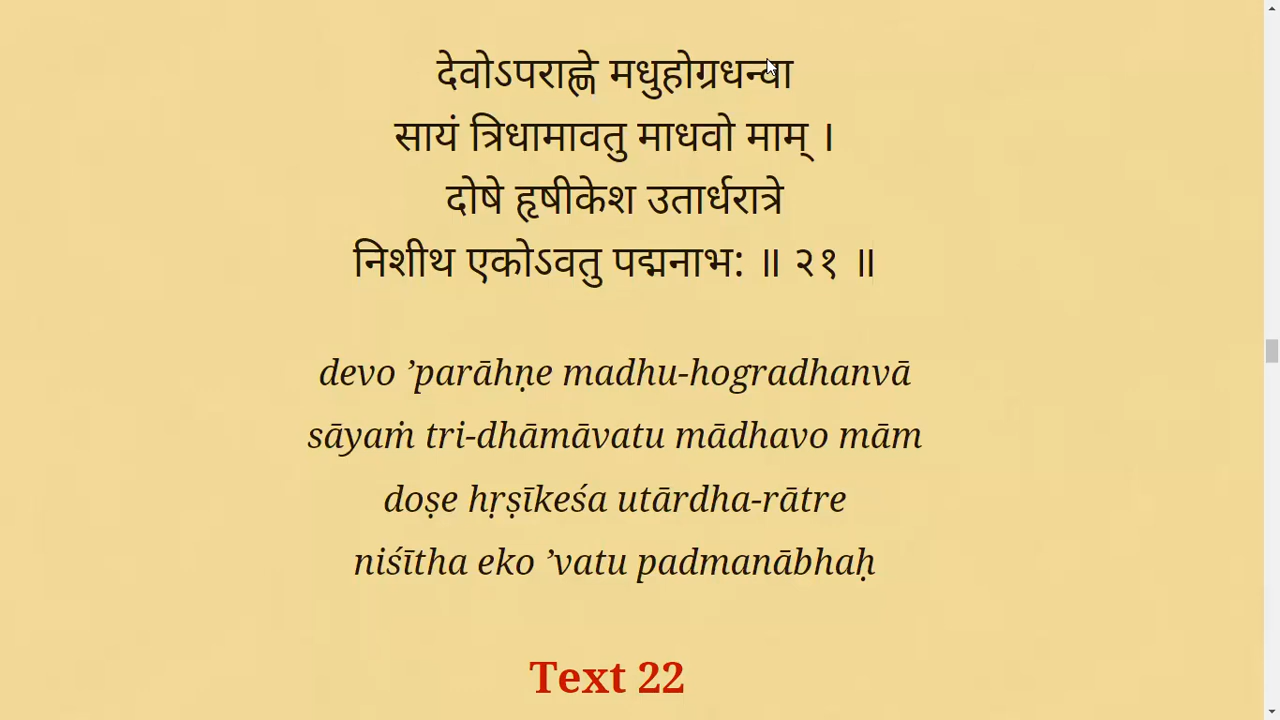 देवोऽपराह्णे मधुहोग्रधन्वा
सायं त्रिधामावतु माधवो माम् ।
दोषे हृषीकेश उतार्धरात्रे
निशीथ एकोऽवतु पद्मनाभ: ॥ २१ ॥
devo ’parāhṇe madhu-hogradhanvā
sāyaṁ tri-dhāmāvatu mādhavo mām
doṣe hṛṣīkeśa utārdha-rātre
niśītha eko ’vatu padmanābhaḥ
Text 22